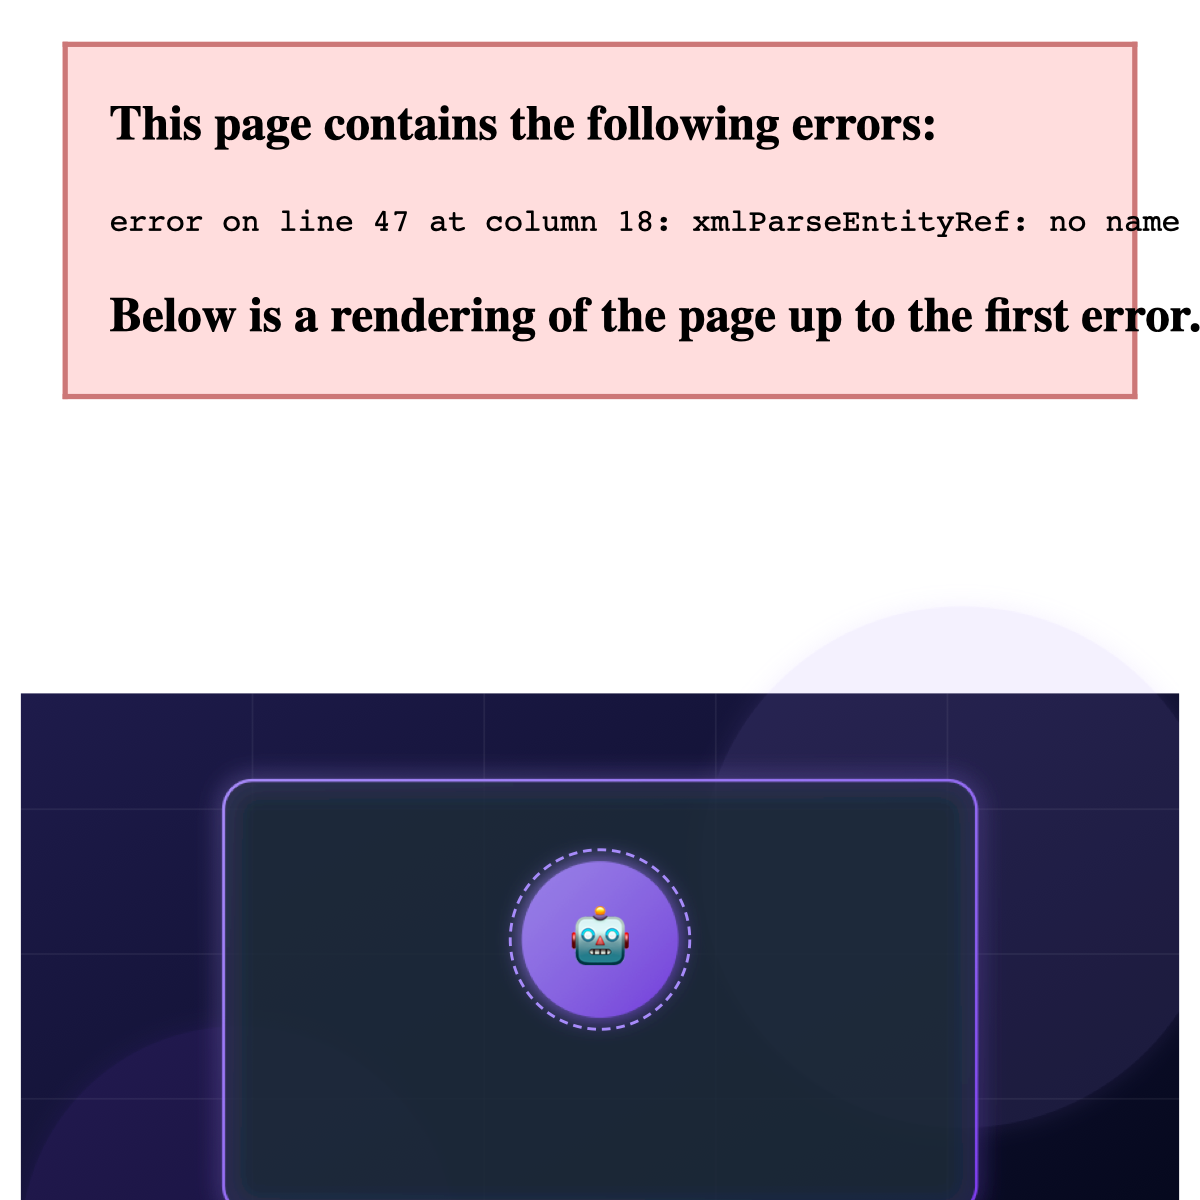 This page contains the following errors:
error on line 47 at column 18: xmlParseEntityRef: no name
Below is a rendering of the page up to the first error.